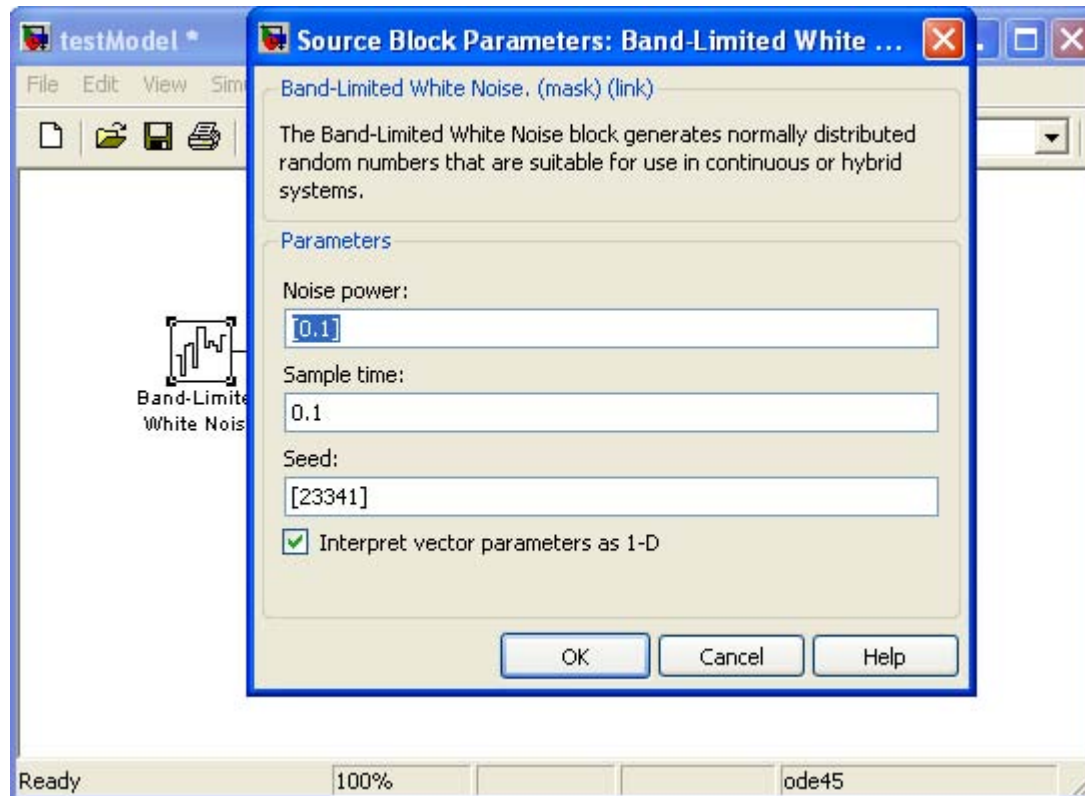 testModel *
Source Block Parameters: Band-Limited White ...
File Edit View
Band-Limited White Noise. (mask) (link)
The Band-Limited White Noise block generates normally distributed
random numbers that are suitable for use in continuous or hybrid
systems.
Parameters
Noise power:
[0.1]
Sample time:
0.1
Seed:
[23341]
Interpret vector parameters as 1-D
OK Cancel Help
Band-Limite
White Nois
Ready 100% ode45